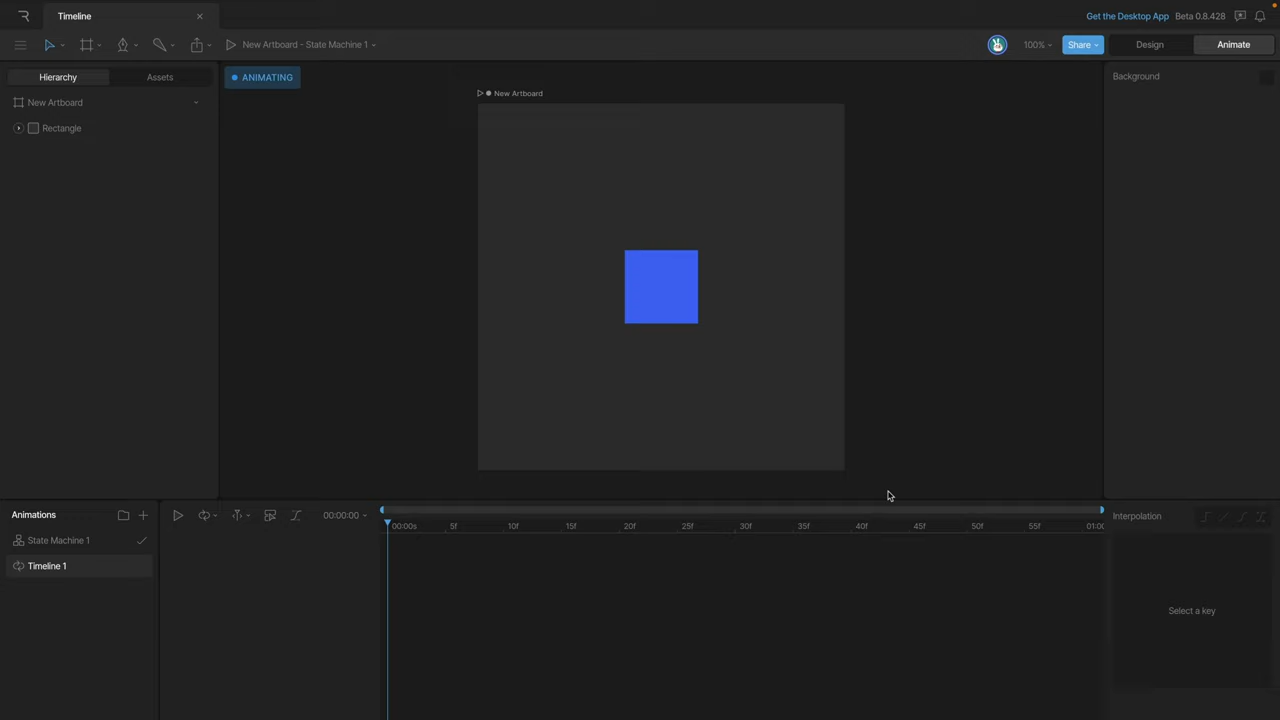 Timeline
Get the Desktop App
Beta 0.8.428
New Artboard - State Machine 1
100%
Share
Design
Animate
Hierarchy
Assets
ANIMATING
Background
New Artboard
New Artboard
Rectangle
Animations
00:00:00
Interpolation
00:00s 5f 10f 15f 20f 25f 30f 35f 40f 45f 50f 55f 01:0
State Machine 1
Timeline 1
Select a key